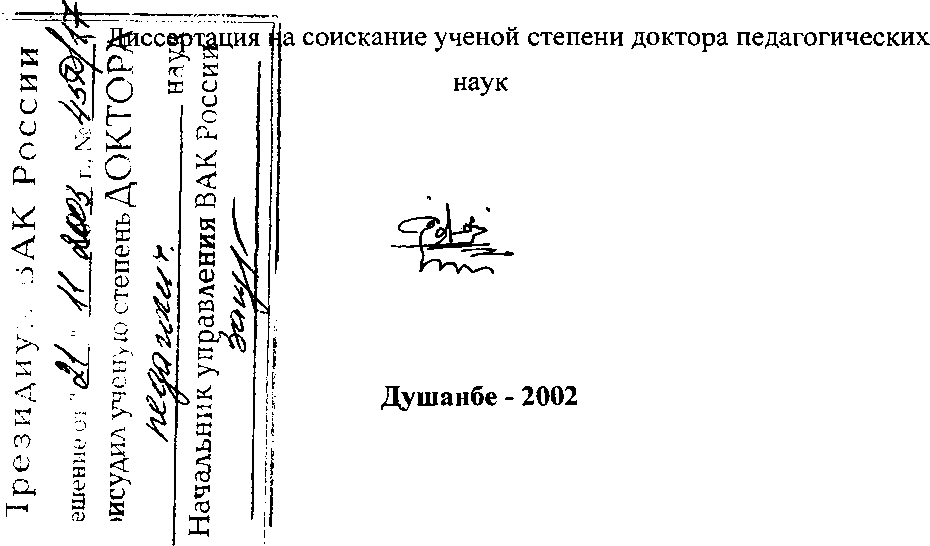 Диссертация на соискание ученой степени доктора педагогических
наук
Душанбе - 2002
Президиум ВАК России
ешение от "21" 11 2003 г., №
исудил ученую степень ДОКТОРА
педагогич. наук
Начальник управления ВАК России